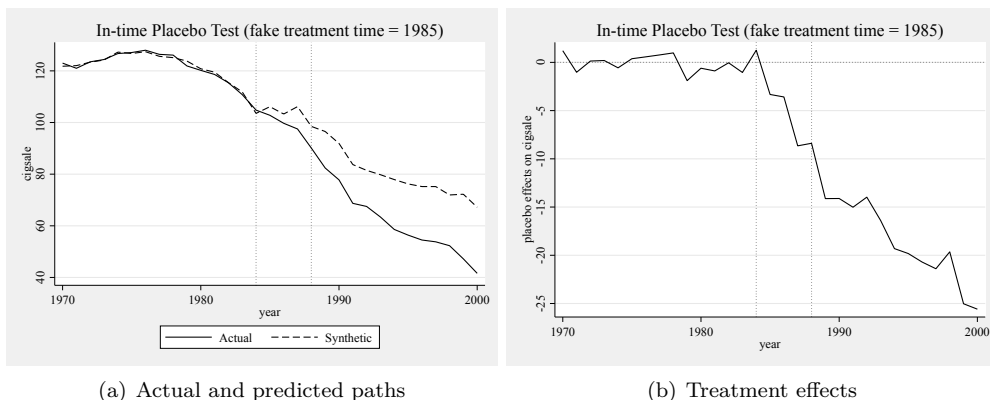 In-time Placebo Test (fake treatment time = 1985)
cigsale
120
100
80
60
40
1970
1980
1990
2000
year
Actual
Synthetic
(a) Actual and predicted paths
In-time Placebo Test (fake treatment time = 1985)
placebo effects on cigsale
0
-5
-10
-15
-20
-25
1970
1980
1990
2000
year
(b) Treatment effects